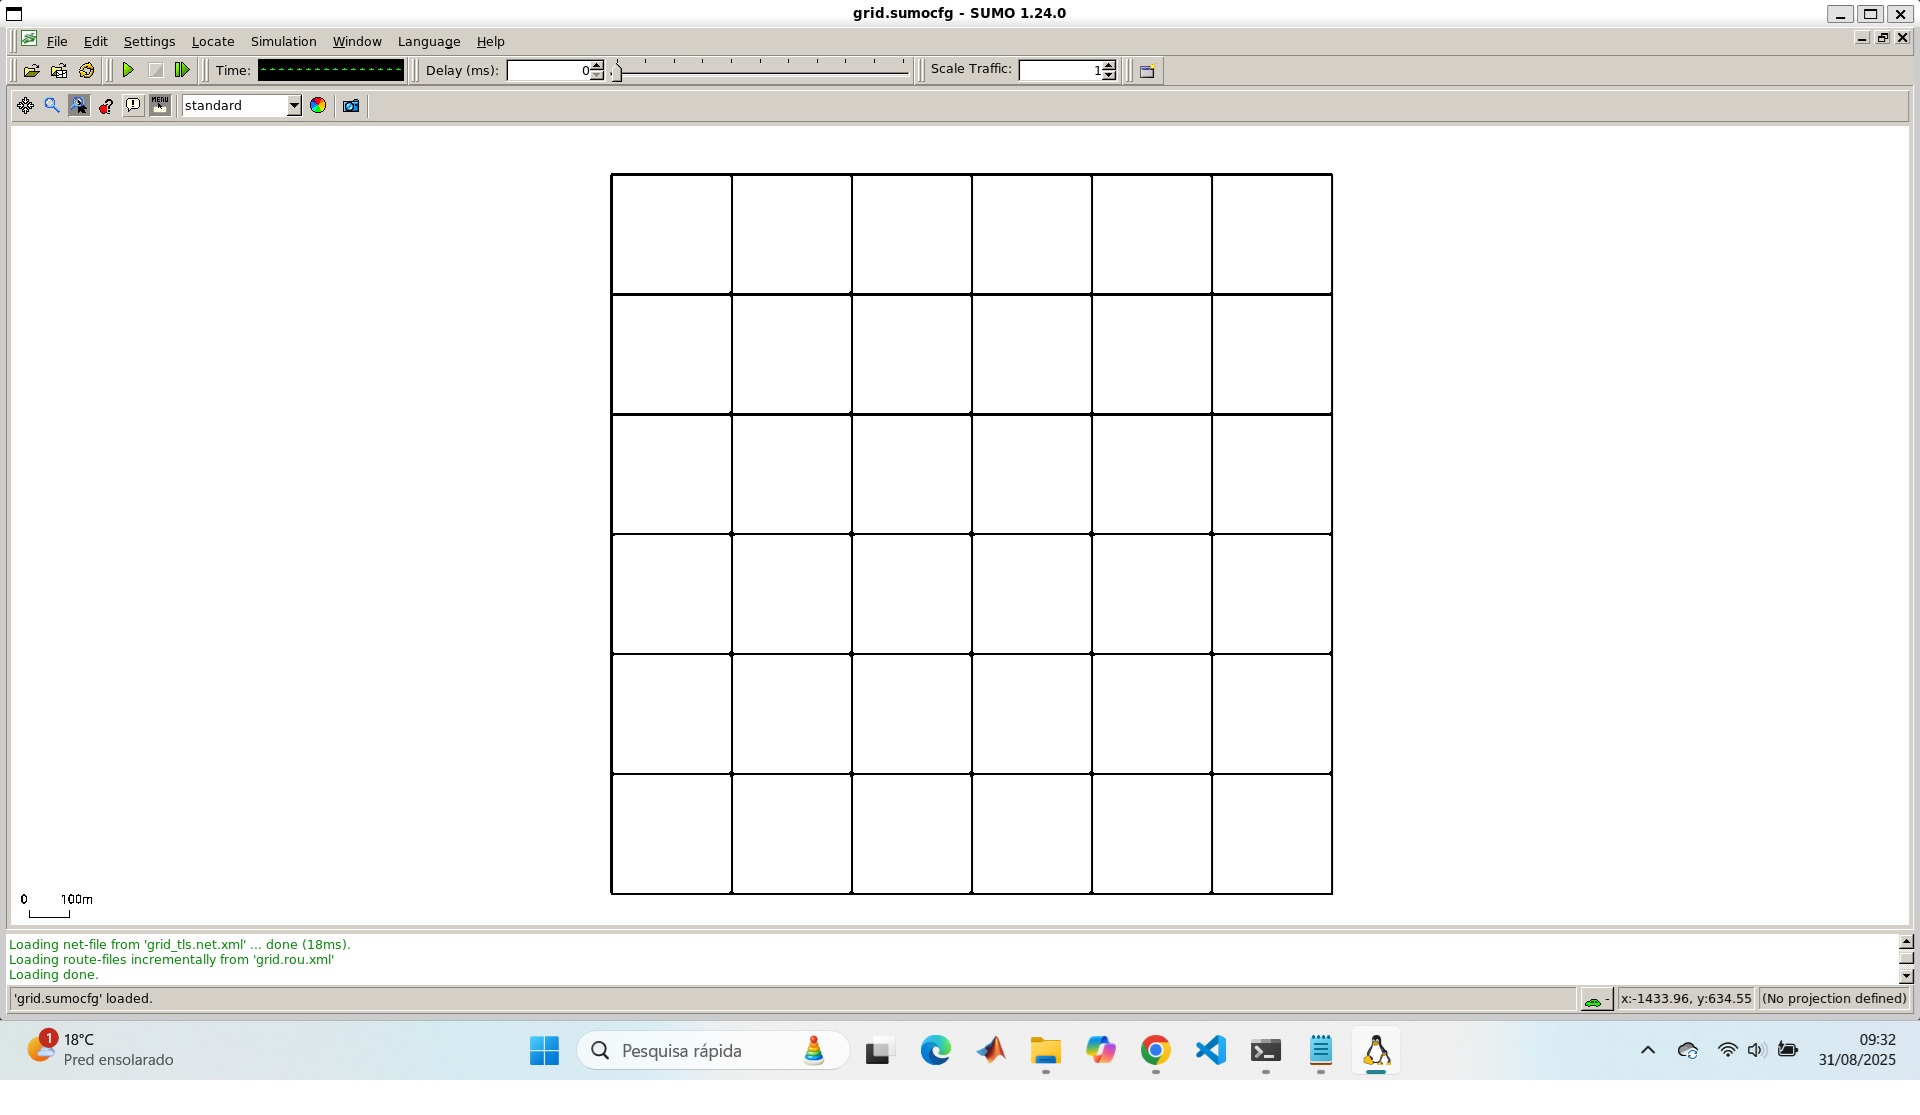 grid.sumocfg - SUMO 1.24.0
File Edit Settings Locate Simulation Window Language Help
Time: Delay (ms): 0 Scale Traffic: 1
MENU standard
0 100m
Loading net-file from 'grid_tls.net.xml' ... done (18ms).
Loading route-files incrementally from 'grid.rou.xml'
Loading done.
'grid.sumocfg' loaded. - x:-1433.96, y:634.55 (No projection defined)
1 18°C
Pred ensolarado
Pesquisa rápida
09:32
31/08/2025